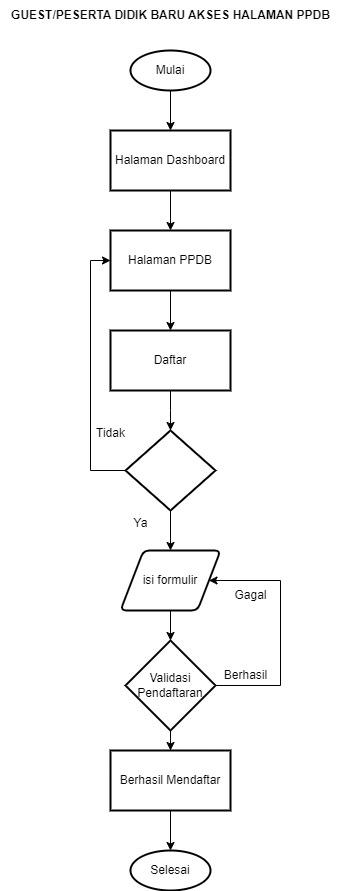 GUEST/PESERTA DIDIK BARU AKSES HALAMAN PPDB
Mulai
Halaman Dashboard
Halaman PPDB
Daftar
Tidak
Ya
isi formulir
Gagal
Validasi
Pendaftaran
Berhasil
Berhasil Mendaftar
Selesai